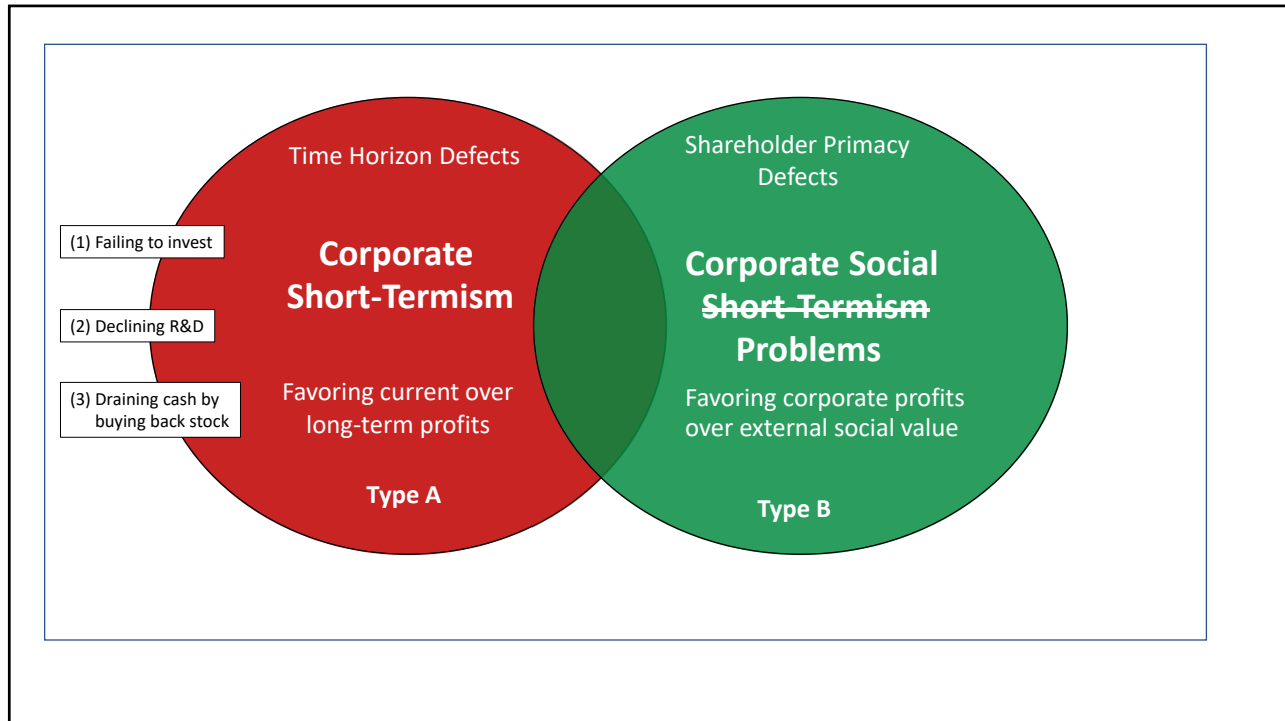 Time Horizon Defects
(1) Failing to invest
Corporate
Short-Termism
(2) Declining R&D
(3) Draining cash by
buying back stock
Favoring current over
long-term profits
Type A
Shareholder Primacy
Defects
Corporate Social
Short-Termism
Problems
Favoring corporate profits
over external social value
Type B